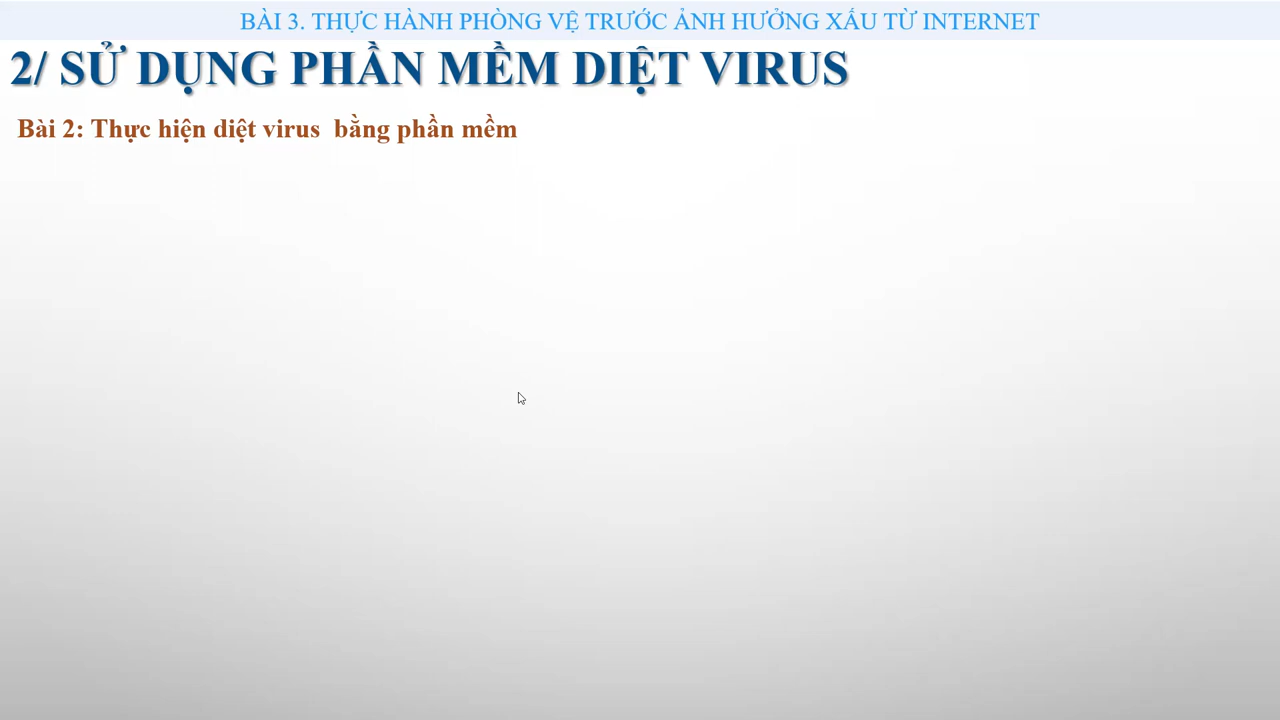 BÀI 3. THỰC HÀNH PHÒNG VỆ TRƯỚC ẢNH HƯỞNG XẤU TỪ INTERNET
2/ SỬ DỤNG PHẦN MỀM DIỆT VIRUS
Bài 2: Thực hiện diệt virus bằng phần mềm